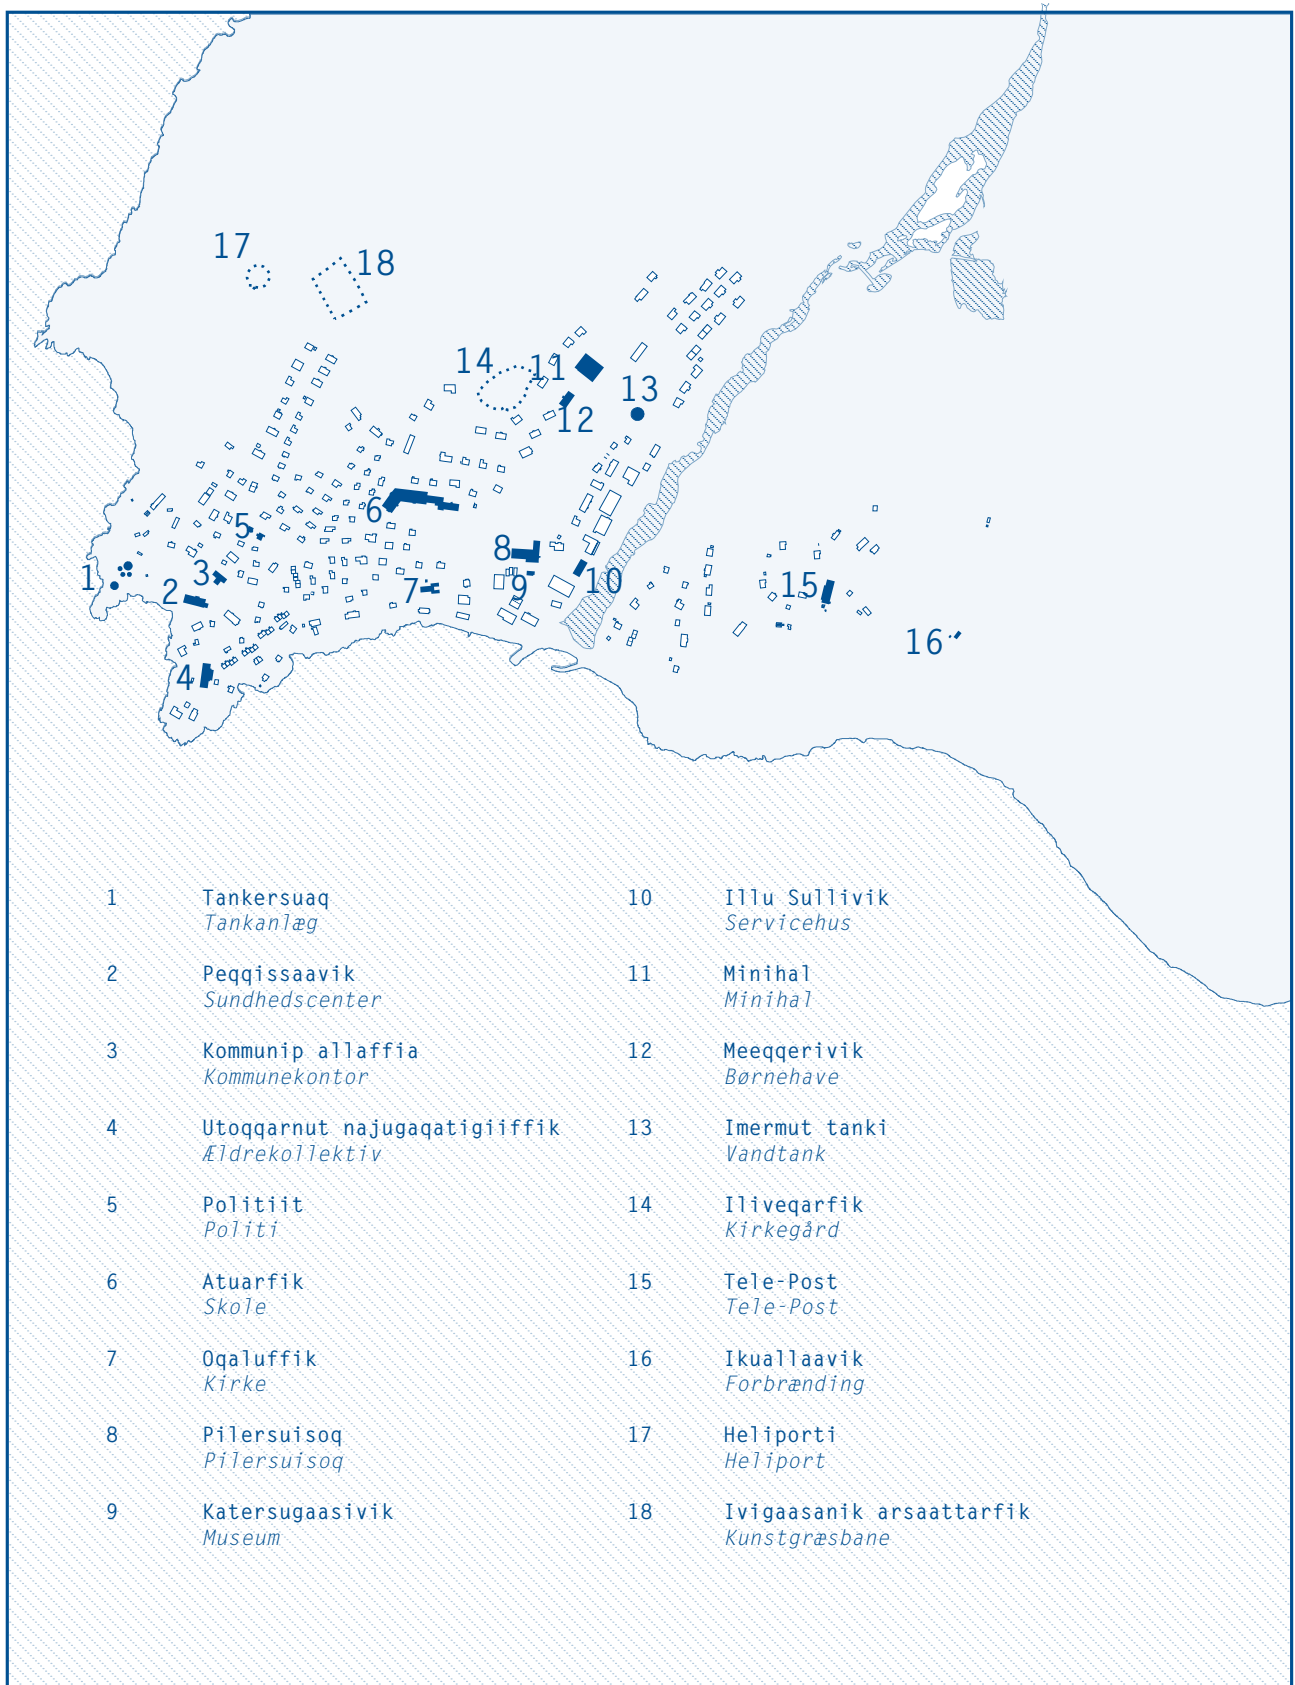 17
18
14
11
13
12
6
5
8
1
2
3
7
9
10
15
16
4
1 Tankersuaq
Tankanlæg
2 Peqqissaavik
Sundhedscenter
3 Kommunip allaffia
Kommunekontor
4 Utoqqarnut najugaqatigiiffik
Ældrekollektiv
5 Politiit
Politi
6 Atuarfik
Skole
7 Oqaluffik
Kirke
8 Pilersuisoq
Pilersuisoq
9 Katersugaasivik
Museum
10 Illu Sullivik
Servicehus
11 Minihal
Minihal
12 Meeqqerivik
Børnehave
13 Imermut tanki
Vandtank
14 Iliveqarfik
Kirkegård
15 Tele-Post
Tele-Post
16 Ikuallaavik
Forbrænding
17 Heliporti
Heliport
18 Ivigaasanik arsaattarfik
Kunstgræsbane